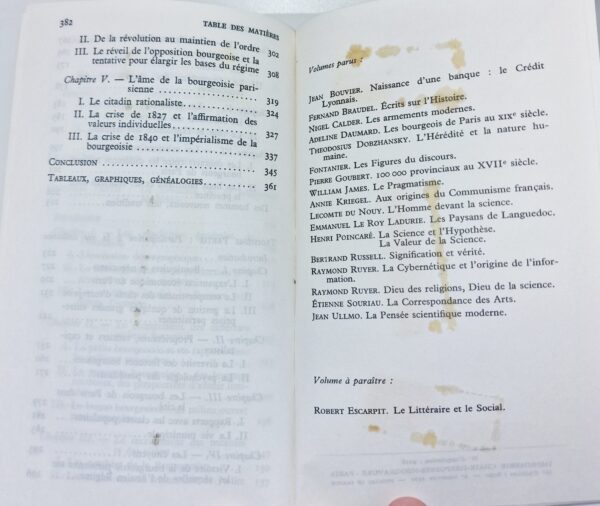 382 TABLE DES MATIÈRES
II. De la révolution au maintien de l'ordre 302
III. Le réveil de l'opposition bourgeoise et la
tentative pour élargir les bases du régime 308
Chapitre V. — L'âme de la bourgeoisie pari-
sienne 319
I. Le citadin rationaliste 324
II. La crise de 1827 et l'affirmation des
valeurs individuelles 327
III. La crise de 1840 et l'impérialisme de la
bourgeoisie 337
CONCLUSION 345
TABLEAUX, GRAPHIQUES, GÉNÉALOGIES 361
Volumes parus :
JEAN BOUVIER. Naissance d'une banque : le Crédit
Lyonnais.
FERNAND BRAUDEL. Écrits sur l'Histoire.
NIGEL CALDER. Les armements modernes.
ADELINE DAUMARD. Les bourgeois de Paris au XIXe siècle.
THEODOSIUS DOBZHANSKY. L'Hérédité et la nature hu-
maine.
FONTANIER. Les Figures du discours.
PIERRE GOUBERT. 100 000 provinciaux au XVIIe siècle.
WILLIAM JAMES. Le Pragmatisme.
ANNIE KRIEGEL. Aux origines du Communisme français.
LECOMTE DU NOUY. L'Homme devant la science.
EMMANUEL LE ROY LADURIE. Les Paysans de Languedoc.
HENRI POINCARÉ. La Science et l'Hypothèse.
La Valeur de la Science.
BERTRAND RUSSELL. Signification et vérité.
RAYMOND RUYER. La Cybernétique et l'origine de l'infor-
mation.
RAYMOND RUYER. Dieu des religions, Dieu de la science.
ÉTIENNE SOURIAU. La Correspondance des Arts.
JEAN ULLMO. La Pensée scientifique moderne.
Volume à paraître :
ROBERT ESCARPIT. Le Littéraire et le Social.